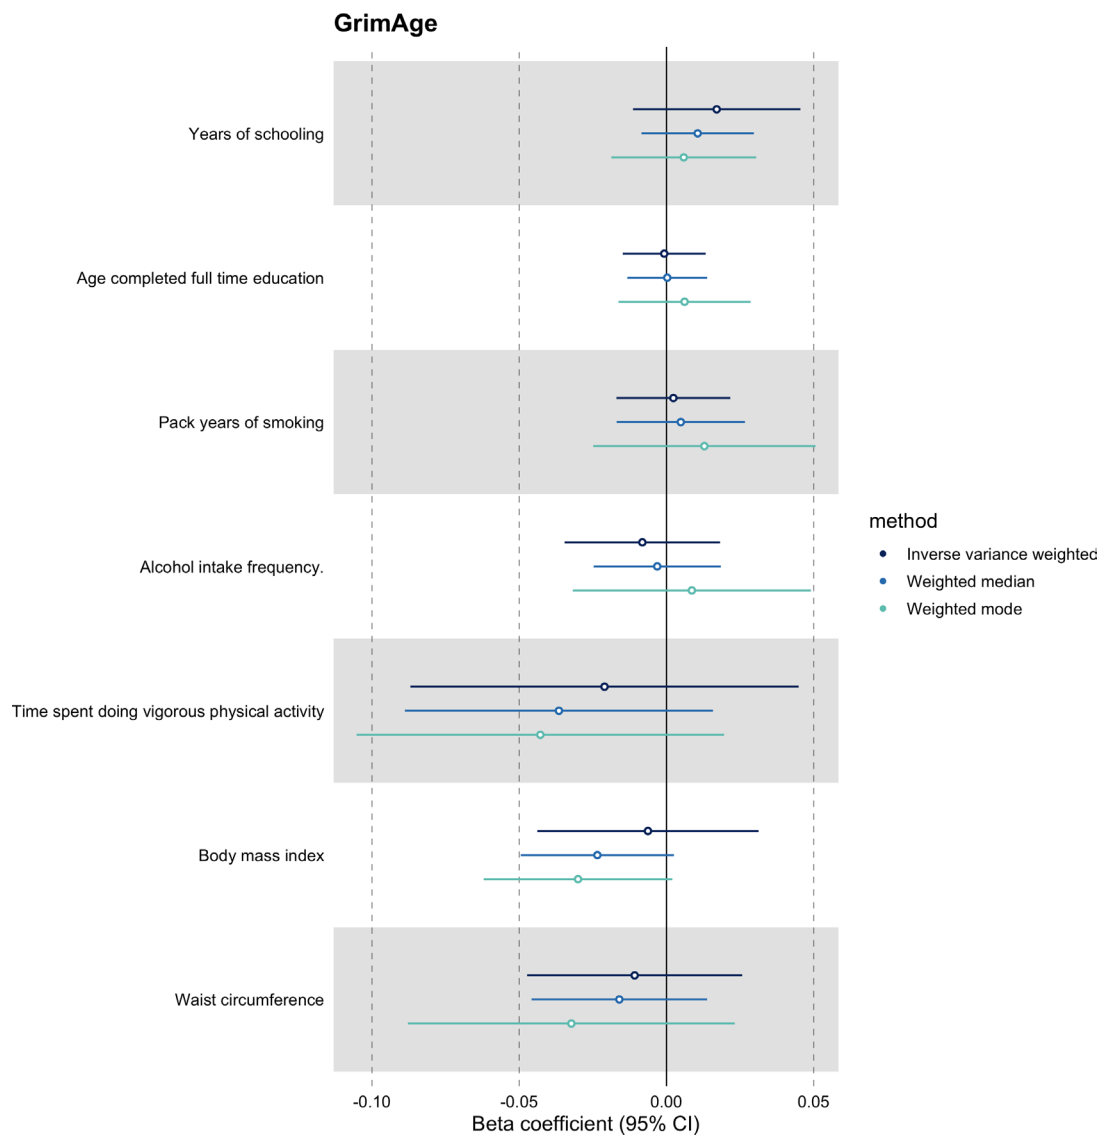 GrimAge
Years of schooling
Age completed full time education
Pack years of smoking
Alcohol intake frequency.
Time spent doing vigorous physical activity
Body mass index
Waist circumference
-0.10 -0.05 0.00 0.05
Beta coefficient (95% CI)
method
Inverse variance weighted
Weighted median
Weighted mode